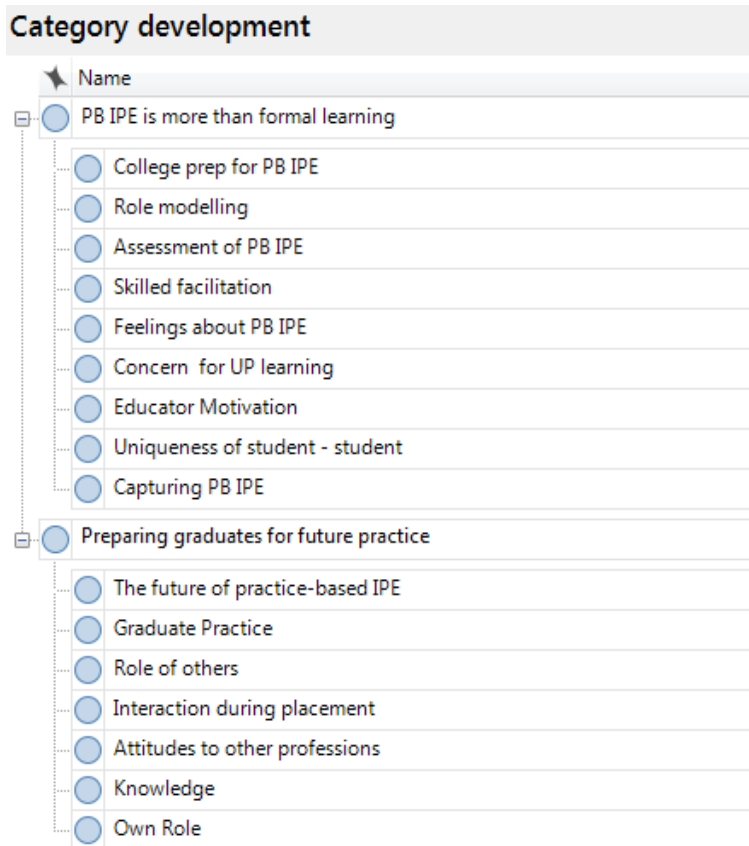 Category development
Name
PB IPE is more than formal learning
College prep for PB IPE
Role modelling
Assessment of PB IPE
Skilled facilitation
Feelings about PB IPE
Concern  for UP learning
Educator Motivation
Uniqueness of student - student
Capturing PB IPE
Preparing graduates for future practice
The future of practice-based IPE
Graduate Practice
Role of others
Interaction during placement
Attitudes to other professions
Knowledge
Own Role